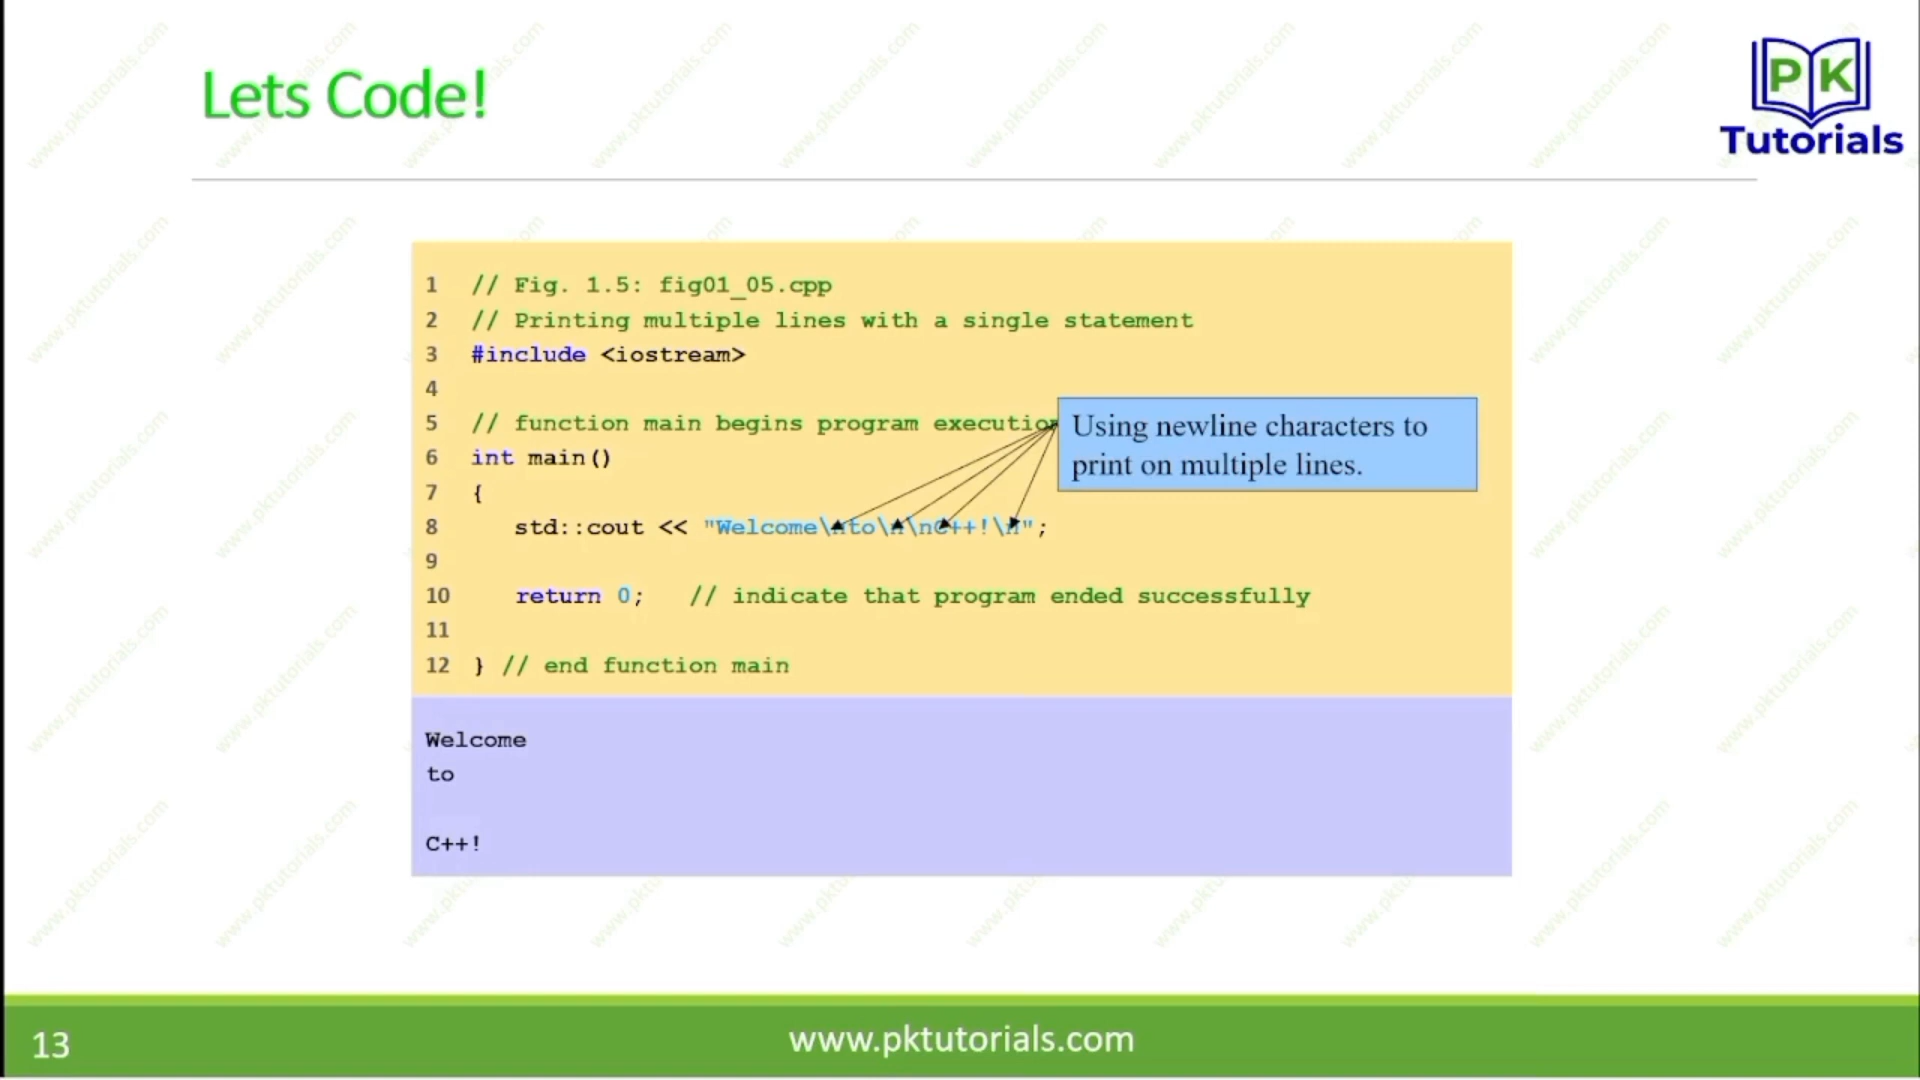 Lets Code!
PK
Tutorials
1 // Fig. 1.5: fig01_05.cpp
2 // Printing multiple lines with a single statement
3 #include <iostream>
4
5 // function main begins program execution
Using newline characters to
print on multiple lines.
6 int main()
7 {
8 std::cout << "Welcome\nto\n\nC++!\n";
9
10 return 0; // indicate that program ended successfully
11
12 } // end function main
Welcome
to
C++!
13
www.pktutorials.com